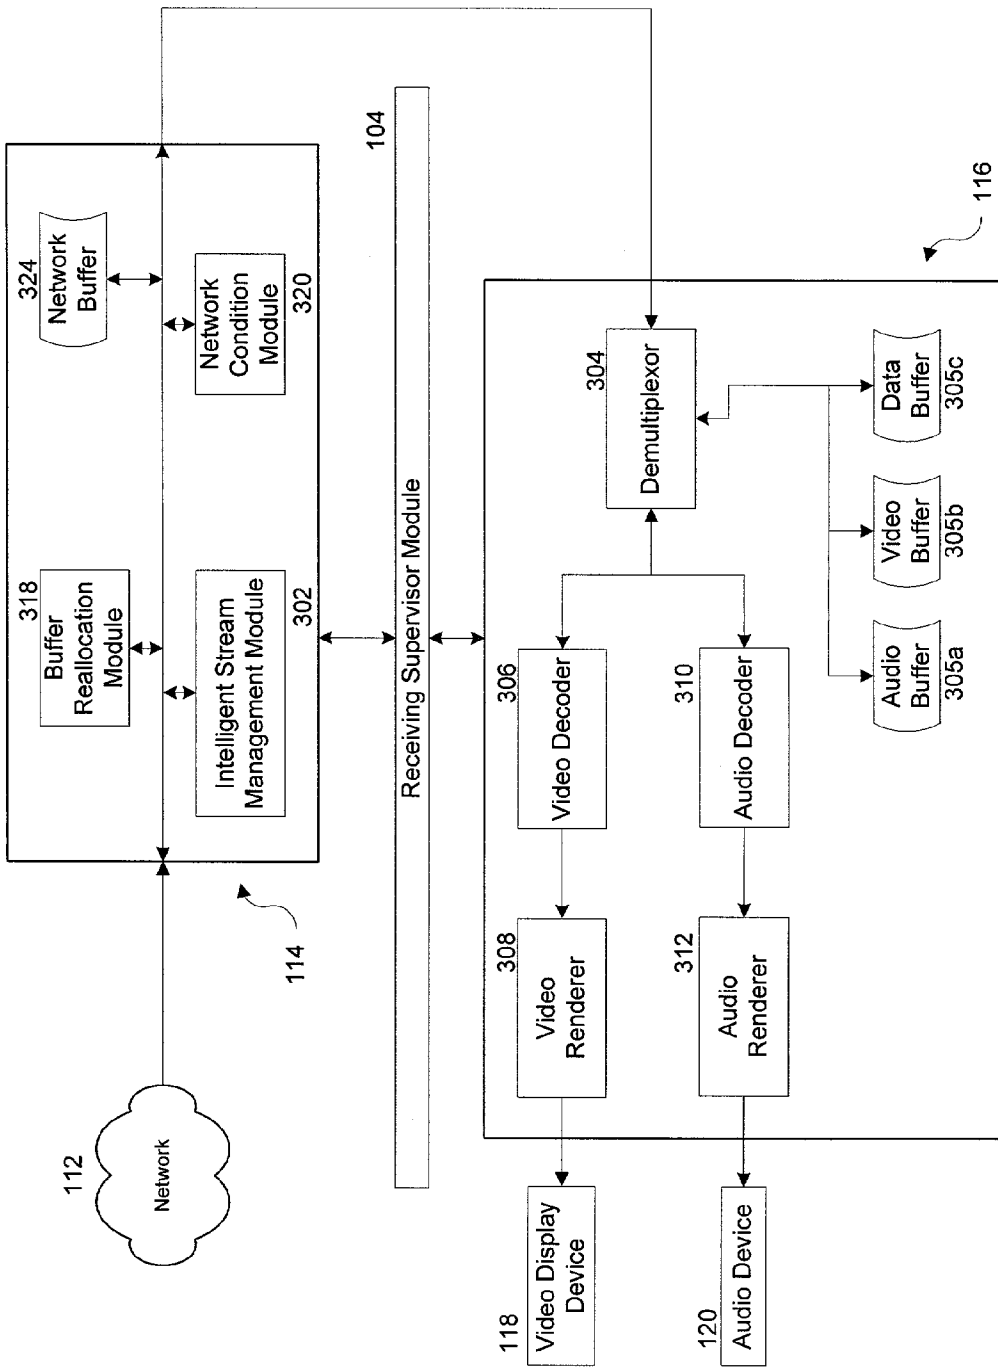 112
Network
114
318
Buffer
Reallocation
Module
324
Network
Buffer
Intelligent Stream
Management Module
302
Network
Condition
Module
320
Receiving Supervisor Module
104
118
Video Display
Device
308
Video
Renderer
306
Video Decoder
304
Demultiplexor
116
120
Audio Device
312
Audio
Renderer
310
Audio Decoder
Audio
Buffer
305a
Video
Buffer
305b
Data
Buffer
305c